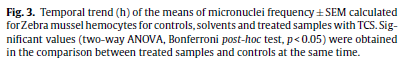 Fig. 3. Temporal trend (h) of the means of micronuclei frequency ± SEM calculated
for Zebra mussel hemocytes for controls, solvents and treated samples with TCS. Sig-
nificant values (two-way ANOVA, Bonferroni post-hoc test, p < 0.05) were obtained
in the comparison between treated samples and controls at the same time.